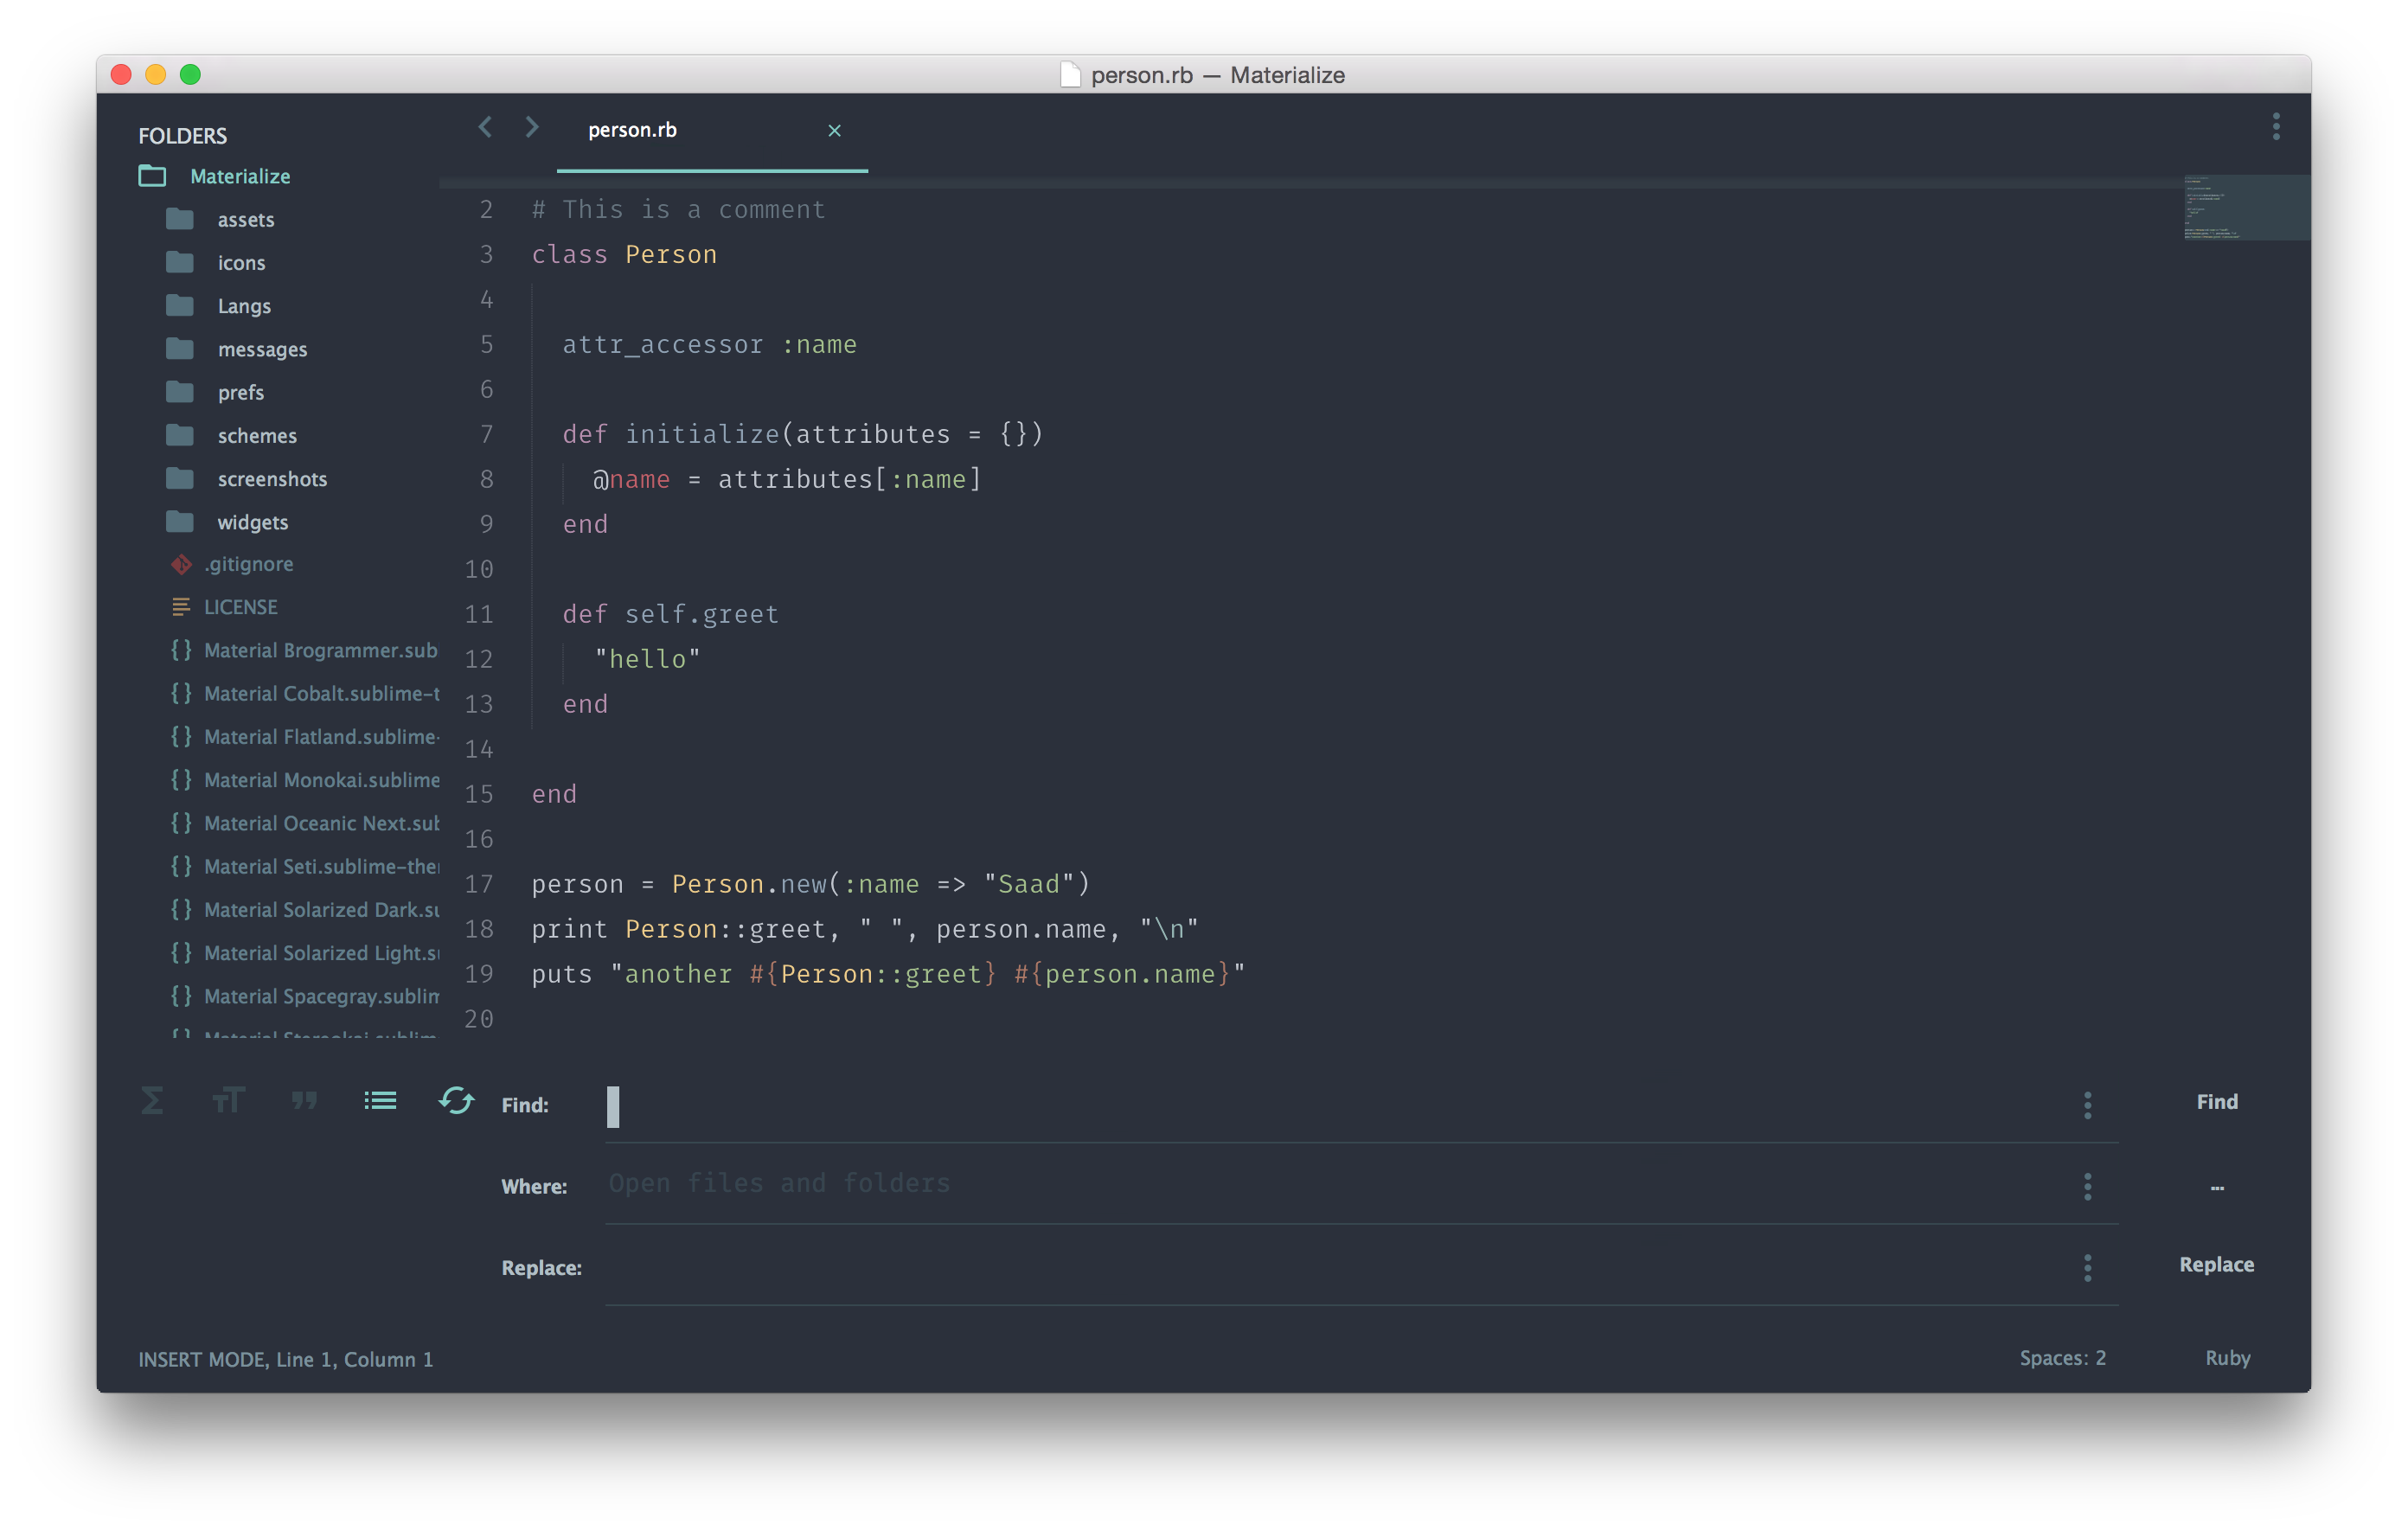 person.rb — Materialize
FOLDERS
Materialize
assets
icons
Langs
messages
prefs
schemes
screenshots
widgets
.gitignore
LICENSE
{} Material Brogrammer.sub
{} Material Cobalt.sublime-t
{} Material Flatland.sublime-
{} Material Monokai.sublime
{} Material Oceanic Next.sub
{} Material Seti.sublime-the
{} Material Solarized Dark.su
{} Material Solarized Light.s
{} Material Spacegray.sublim
person.rb ×
2 # This is a comment
3 class Person
4
5   attr_accessor :name
6
7   def initialize(attributes = {})
8     @name = attributes[:name]
9   end
10
11   def self.greet
12     "hello"
13   end
14
15 end
16
17 person = Person.new(:name => "Saad")
18 print Person::greet, " ", person.name, "\n"
19 puts "another #{Person::greet} #{person.name}"
20
Find:
Find
Where: Open files and folders
...
Replace:
Replace
INSERT MODE, Line 1, Column 1
Spaces: 2
Ruby